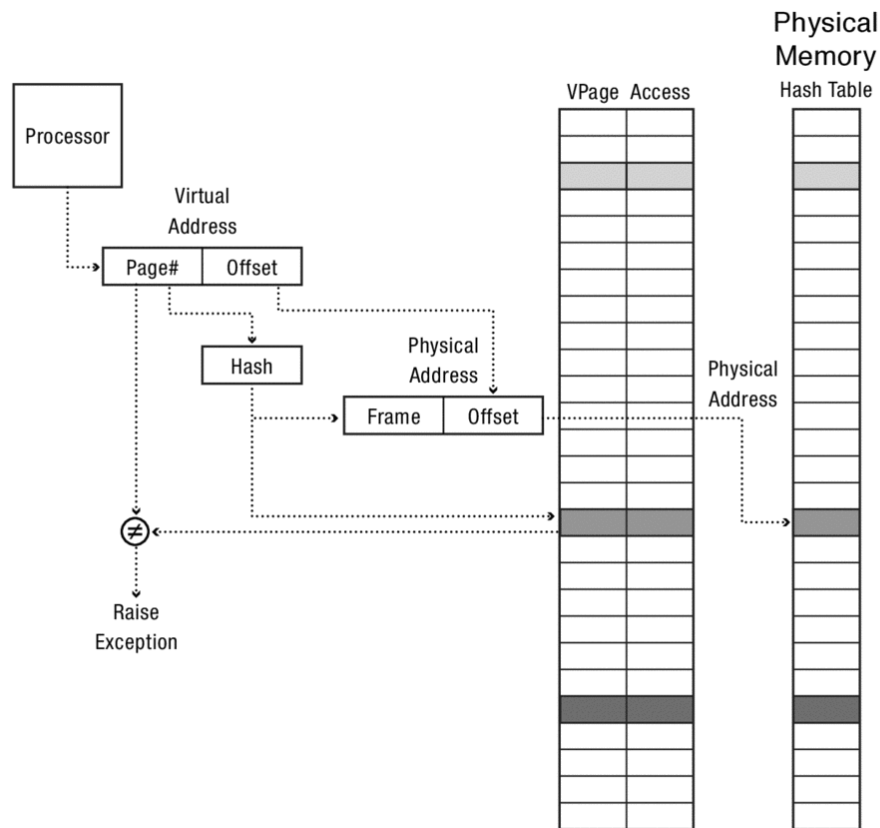 Physical
Memory
VPage Access Hash Table
Processor
Virtual
Address
Page# Offset
Hash
Physical
Address
Frame Offset
Physical
Address
≠
Raise
Exception